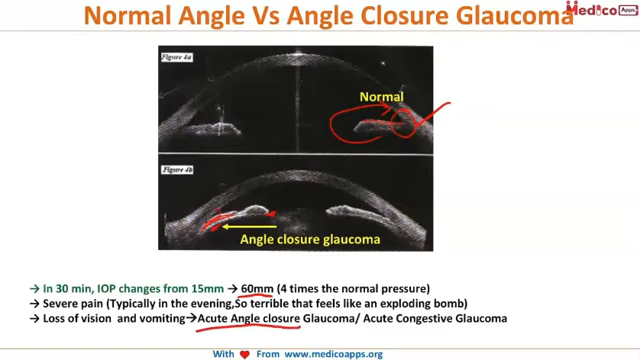 Normal Angle Vs Angle Closure Glaucoma
Medico Apps
Figure 4a
Normal
Figure 4b
Angle closure glaucoma
→ In 30 min, IOP changes from 15mm → 60mm (4 times the normal pressure)
→ Severe pain (Typically in the evening,So terrible that feels like an exploding bomb)
→ Loss of vision and vomiting→Acute Angle closure Glaucoma/ Acute Congestive Glaucoma
With ♥ From www.medicoapps.org